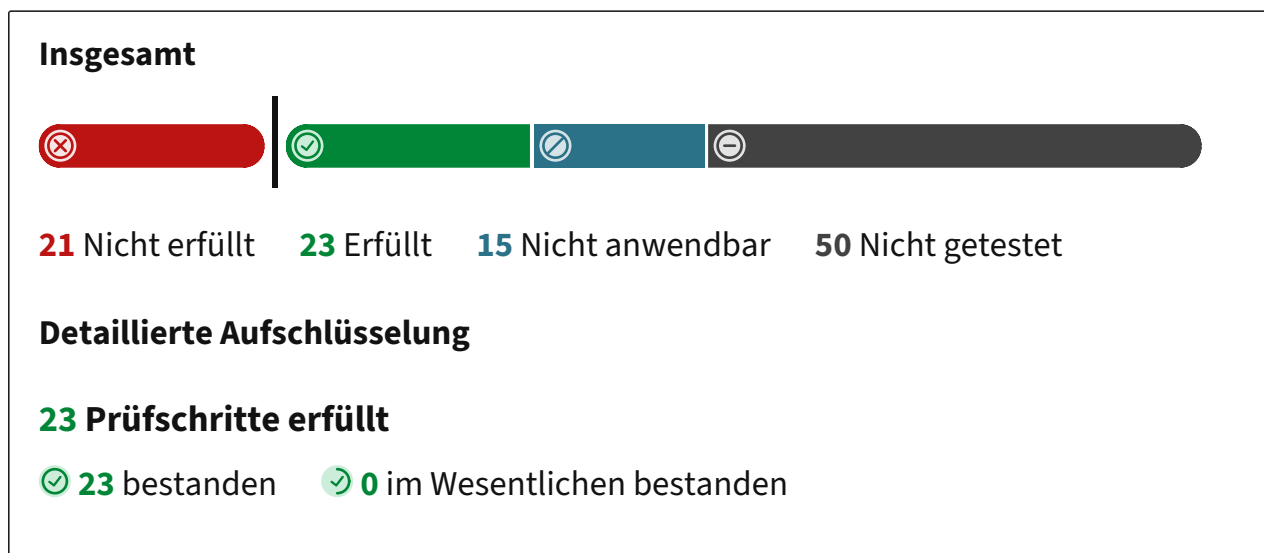 Insgesamt
21 Nicht erfüllt 23 Erfüllt 15 Nicht anwendbar 50 Nicht getestet
Detaillierte Aufschlüsselung
23 Prüfschritte erfüllt
23 bestanden 0 im Wesentlichen bestanden